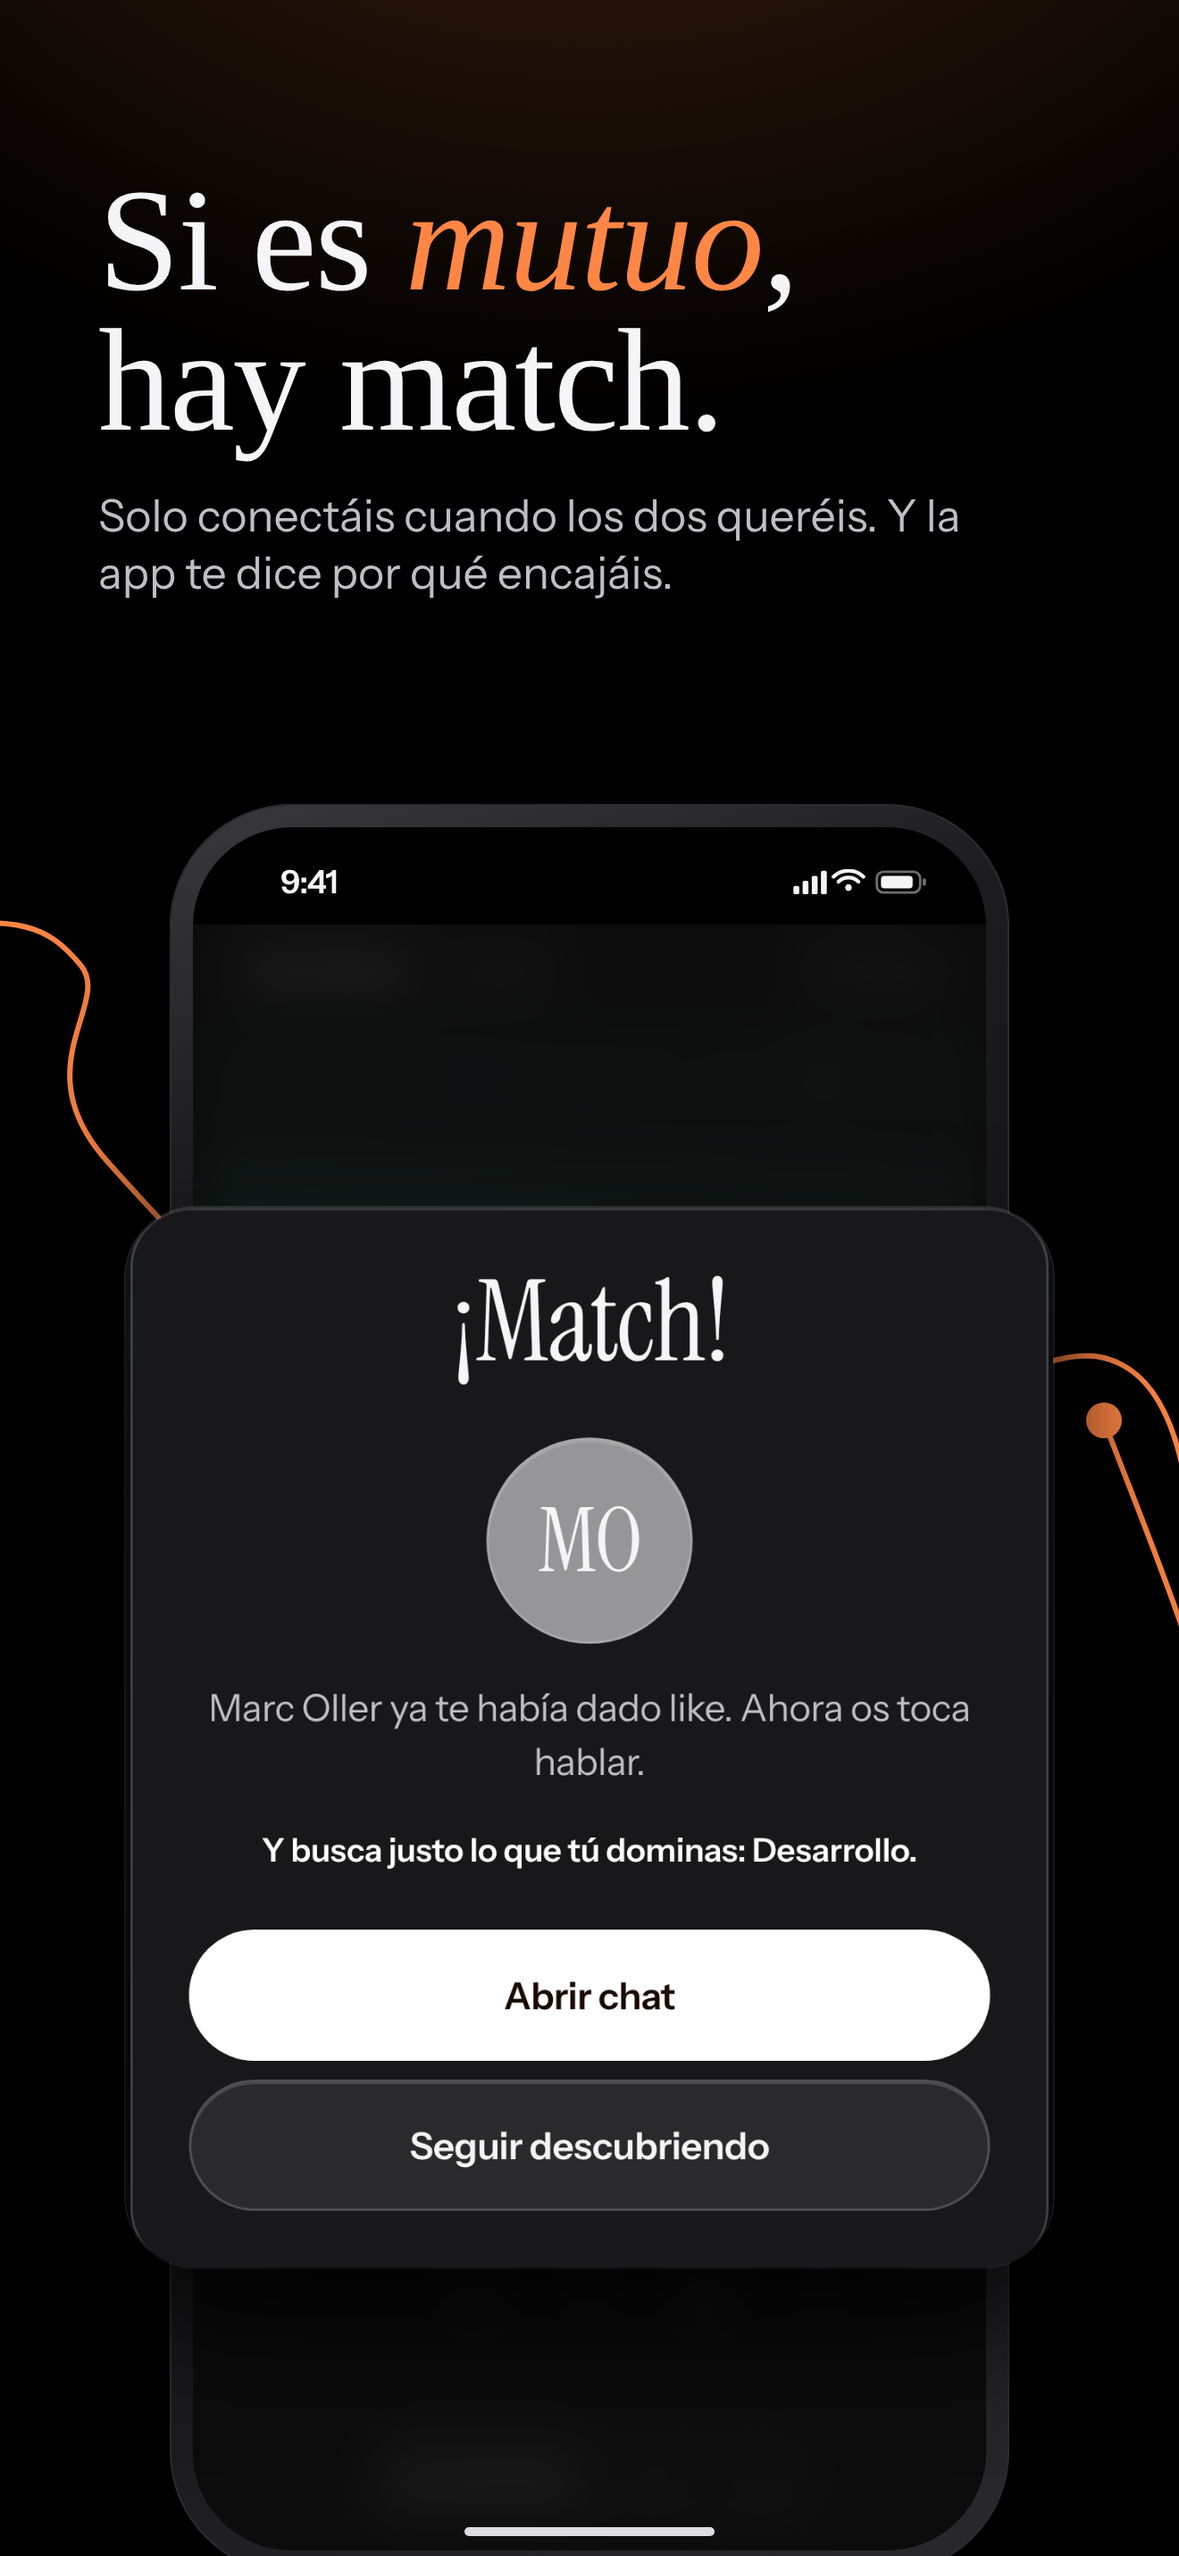 Si es mutuo,
hay match.
Solo conectáis cuando los dos queréis. Y la
app te dice por qué encajáis.
9:41
¡Match!
MO
Marc Oller ya te había dado like. Ahora os toca
hablar.
Y busca justo lo que tú dominas: Desarrollo.
Abrir chat
Seguir descubriendo